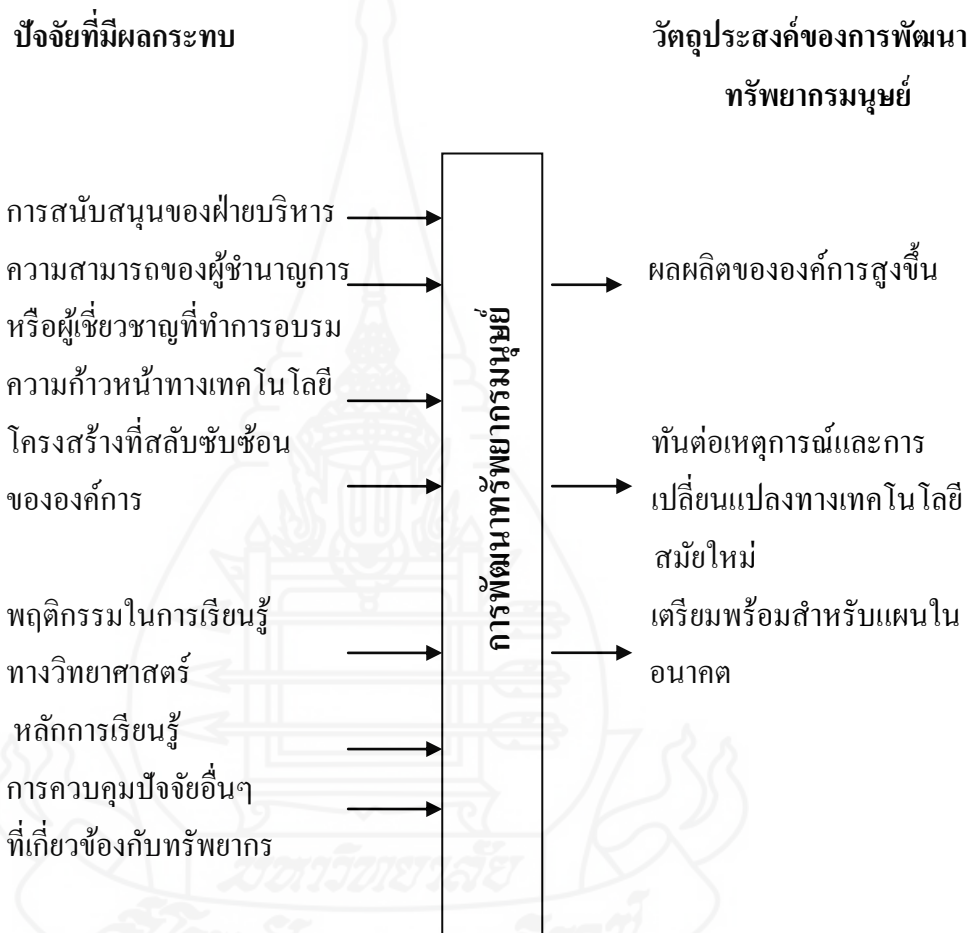 ปัจจัยที่มีผลกระทบ
วัตถุประสงค์ของการพัฒนา
ทรัพยากรมนุษย์
การสนับสนุนของฝ่ายบริหาร
ความสามารถของผู้ชำนาญการ
หรือผู้เชี่ยวชาญที่ทำการอบรม
ความก้าวหน้าทางเทคโนโลยี
โครงสร้างที่สลับซับซ้อน
ขององค์การ
พฤติกรรมในการเรียนรู้
ทางวิทยาศาสตร์
หลักการเรียนรู้
การควบคุมปัจจัยอื่นๆ
ที่เกี่ยวข้องกับทรัพยากร
การพัฒนาทรัพยากรมนุษย์
ผลผลิตขององค์การสูงขึ้น
ทันต่อเหตุการณ์และการ
เปลี่ยนแปลงทางเทคโนโลยี
สมัยใหม่
เตรียมพร้อมสำหรับแผนใน
อนาคต
มหาวิทยาลัย